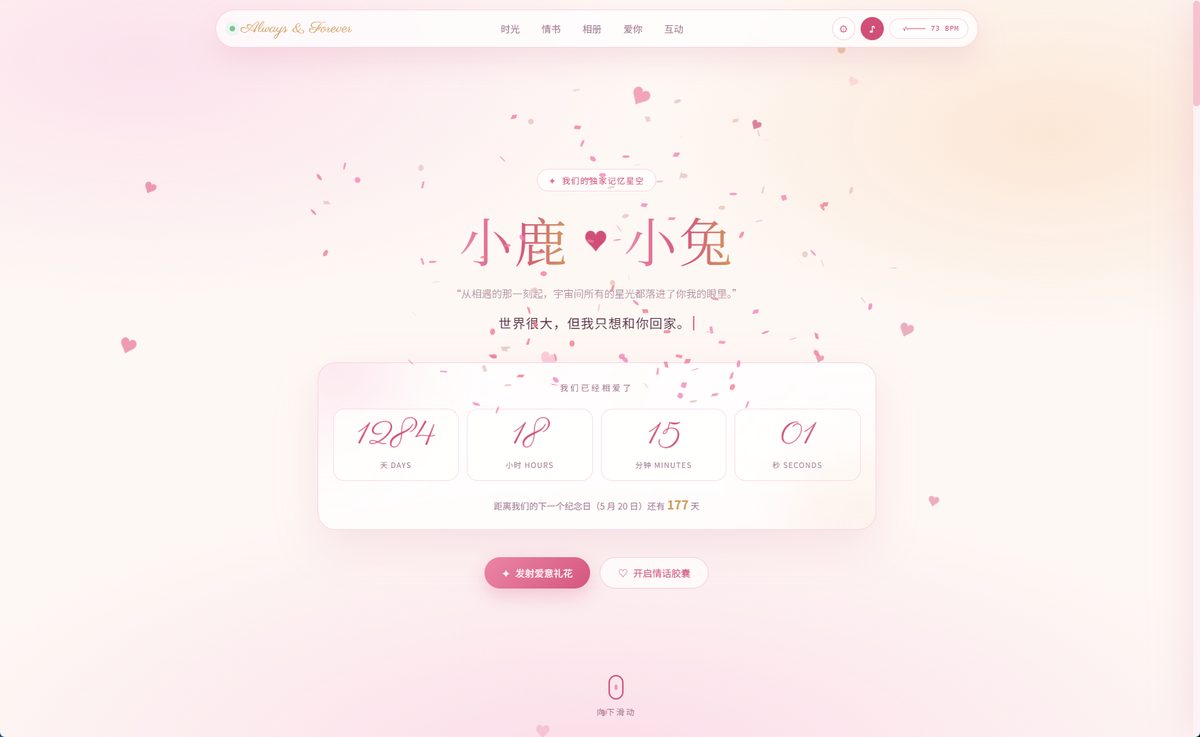 Always & Forever
时光 情书 相册 爱你 互动
73 BPM
我们的独家记忆星空
小鹿 ♥ 小兔
“从相遇的那一刻起，宇宙间所有的星光都落进了你我的眼里。”
世界很大，但我只想和你回家。
我们已经相爱了
1284 18 15 01
天 DAYS 小时 HOURS 分钟 MINUTES 秒 SECONDS
距离我们的下一个纪念日（5 月 20 日）还有 177 天
✦ 发射爱意礼花 ♡ 开启情话胶囊
向下滑动